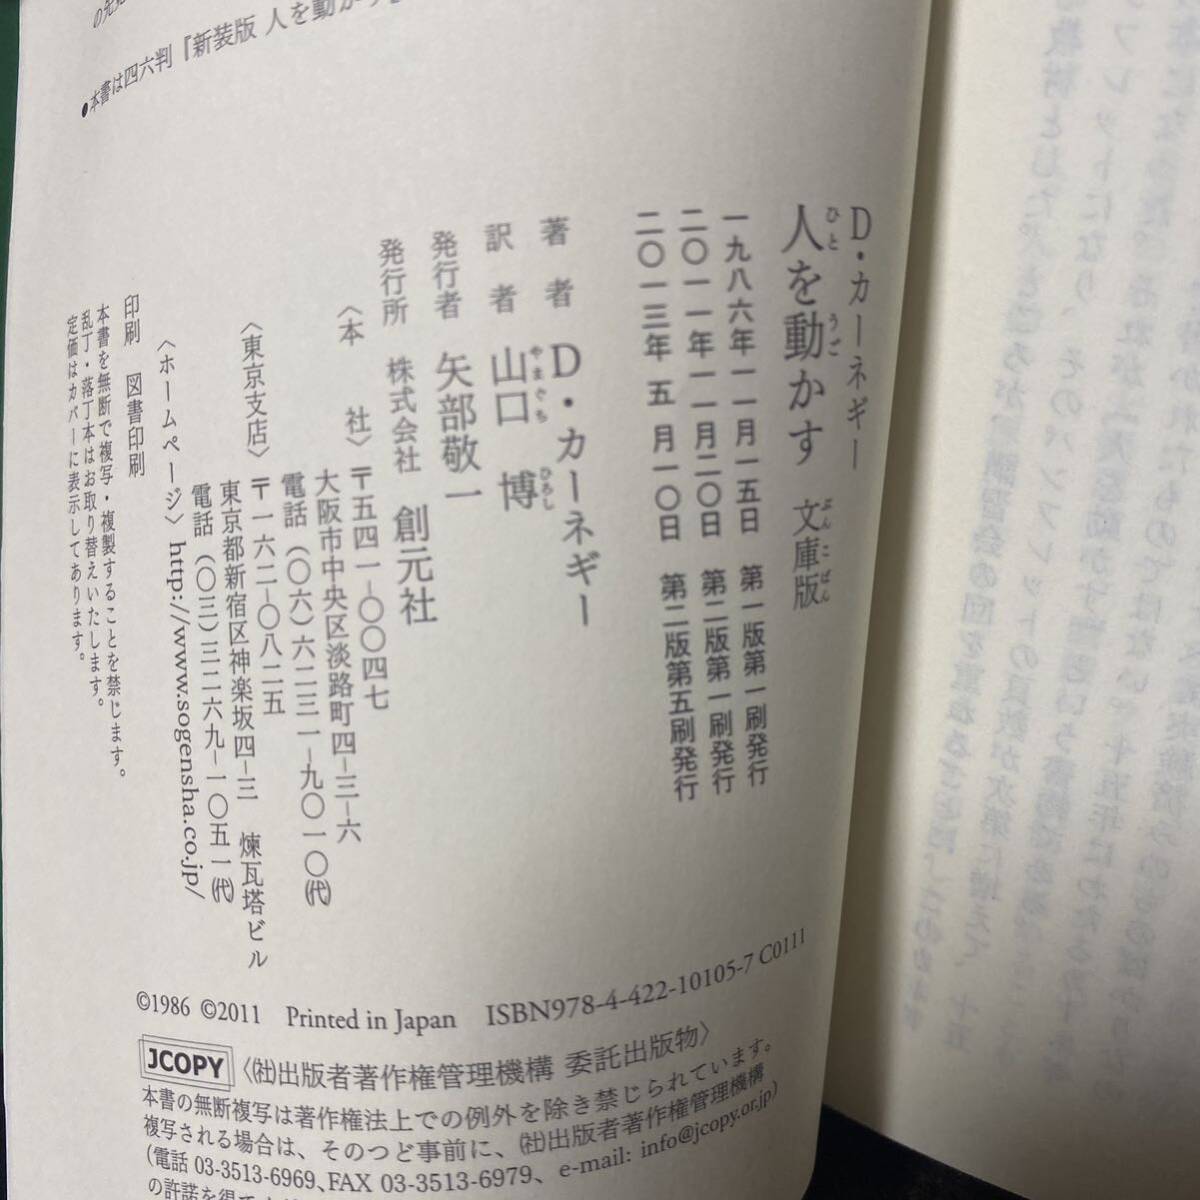 ●本書は四六判『新装版 人を動かす』
D・カーネギー
人を動かす 文庫版
ひと うご ぶんこばん
一九八六年一一月一五日 第一版第一刷発行
二〇一一年一一月二〇日 第二版第一刷発行
二〇一三年 五 月一〇日 第二版第五刷発行
著 者 D・カーネギー
訳 者 山口 博
やまぐち ひろし
発行者 矢部敬一
発行所 株式会社 創元社
〈本 社〉〒五四一-〇〇四七
大阪市中央区淡路町四-三-六
電話(〇六)六二三一-九〇一〇㈹
〈東京支店〉〒一六二-〇八二五
東京都新宿区神楽坂四-三 煉瓦塔ビル
電話(〇三)三二六九-一〇五一㈹
〈ホームページ〉http://www.sogensha.co.jp/
印刷 図書印刷
本書を無断で複写・複製することを禁じます。
乱丁・落丁本はお取り替えいたします。
定価はカバーに表示してあります。
©1986 ©2011 Printed in Japan ISBN978-4-422-10105-7 C0111
JCOPY 〈㈳出版者著作権管理機構 委託出版物〉
本書の無断複写は著作権法上での例外を除き禁じられています。
複写される場合は、そのつど事前に、㈳出版者著作権管理機構
(電話 03-3513-6969、FAX 03-3513-6979、e-mail: info@jcopy.or.jp)
の許諾を得て